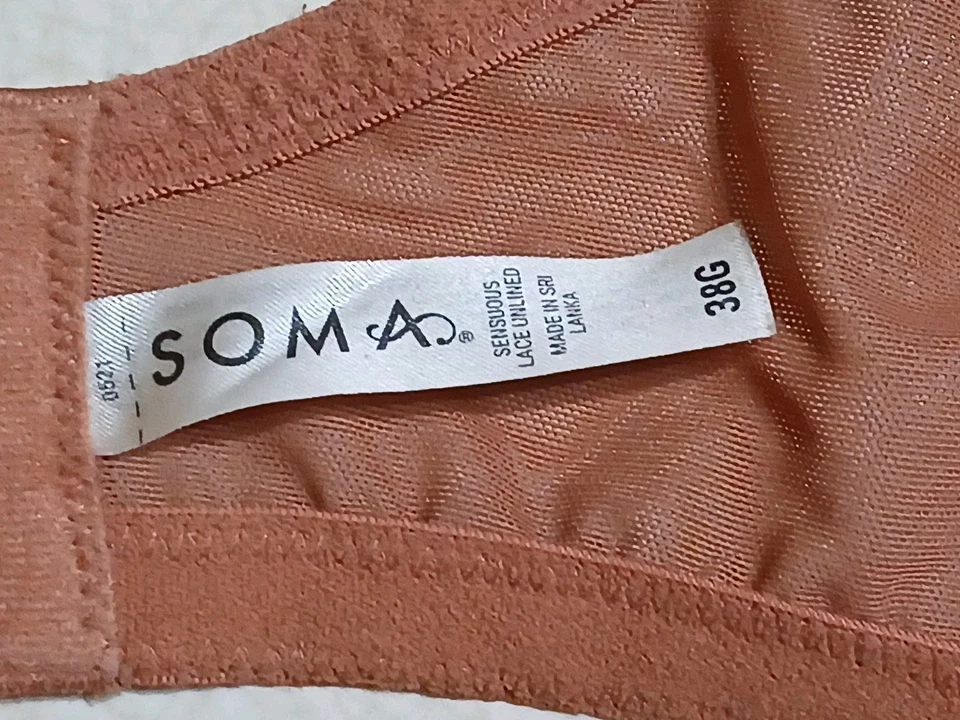 0521
SOMA®
SENSUOUS
LACE UNLINED
MADE IN SRI
LANKA
38G